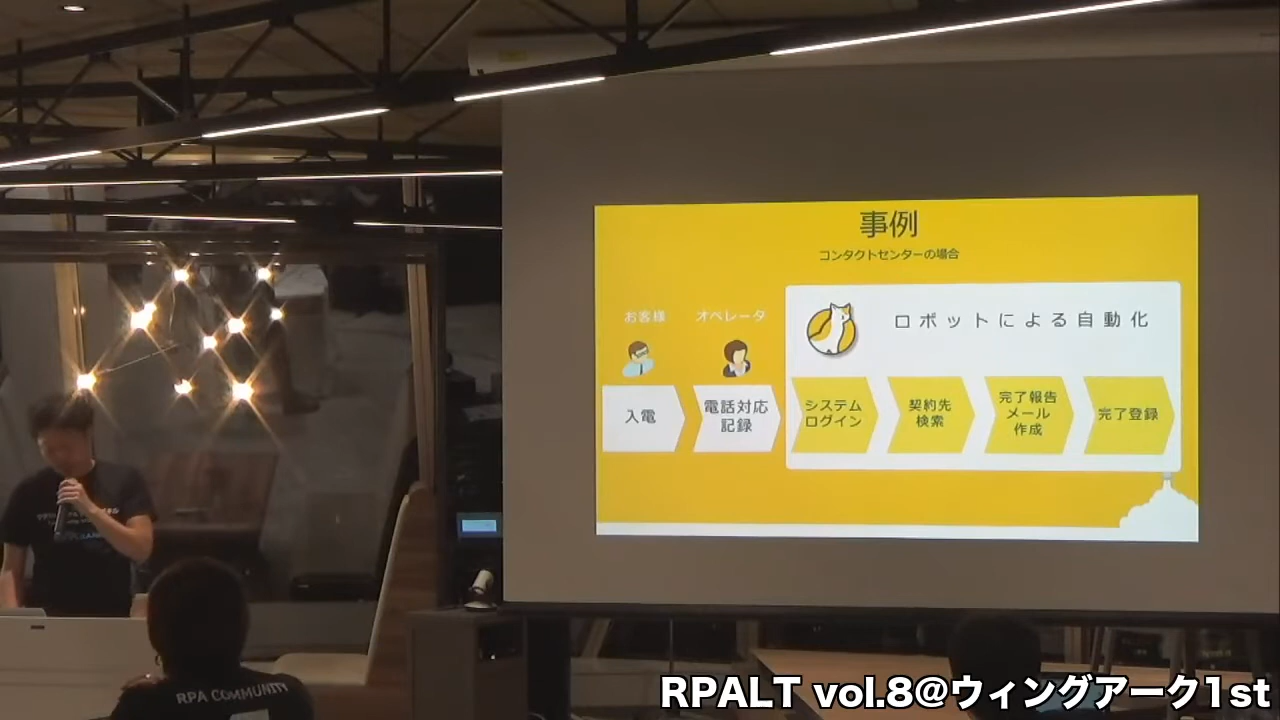 事例
コンタクトセンターの場合
お客様
オペレータ
ロボットによる自動化
入電
電話対応
記録
システム
ログイン
契約先
検索
完了報告
メール
作成
完了登録
RPA COMMUNITY
RPALT vol.8@ウィングアーク1st